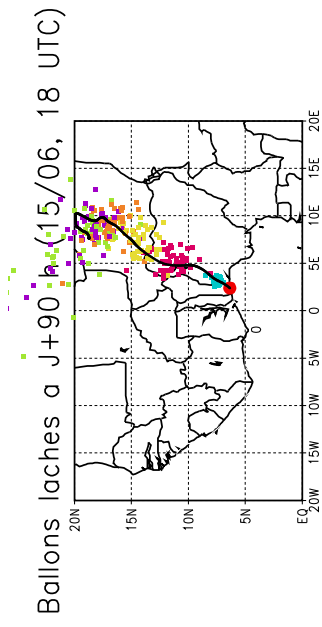 Ballons laches a J+90 h (15/06, 18 UTC)
20N
15N
10N
5N
EQ
20W
15W
10W
5W
0
5E
10E
15E
20E
0